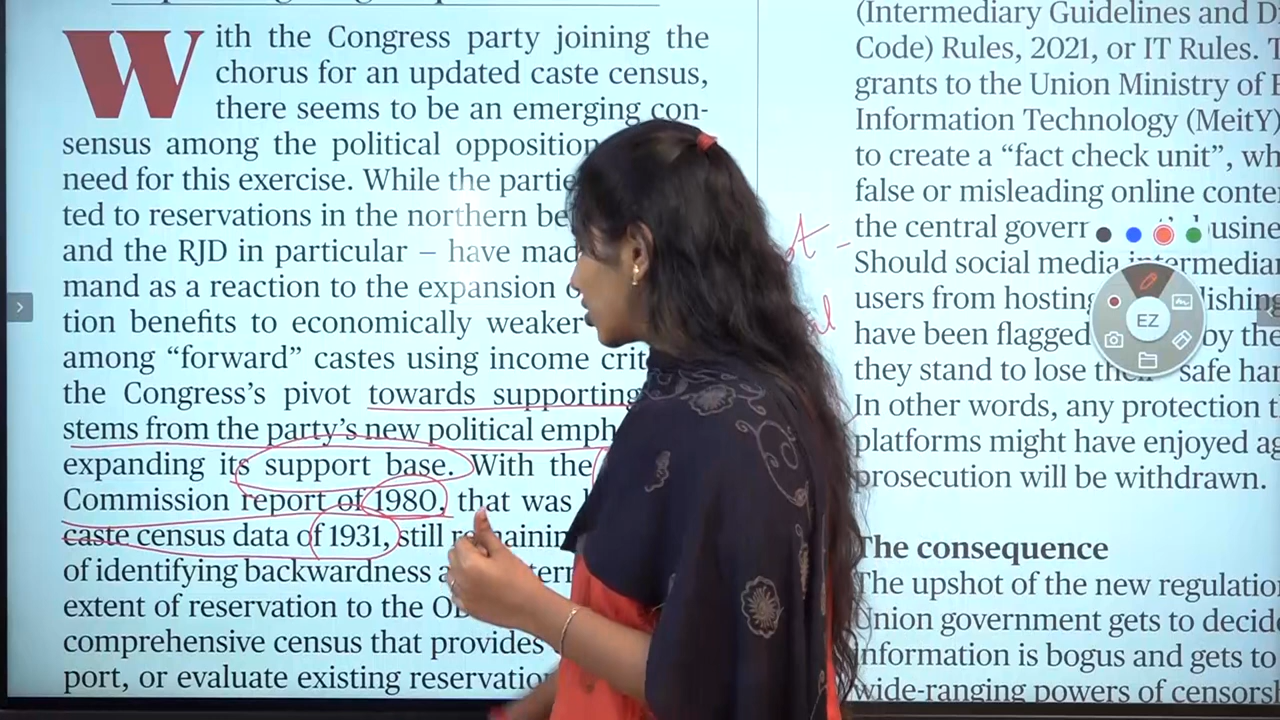 With the Congress party joining the
chorus for an updated caste census,
there seems to be an emerging con-
sensus among the political opposition
need for this exercise. While the partie
ted to reservations in the northern be
and the RJD in particular – have mad
mand as a reaction to the expansion
tion benefits to economically weaker
among “forward” castes using income crit
the Congress’s pivot towards supporting
stems from the party’s new political emph
expanding its support base. With the
Commission report of 1980, that was
caste census data of 1931, still remainin
of identifying backwardness a
extent of reservation to the OB
comprehensive census that provides
port, or evaluate existing reservatio
(Intermediary Guidelines and Di
Code) Rules, 2021, or IT Rules. T
grants to the Union Ministry of E
Information Technology (MeitY)
to create a “fact check unit”, wh
false or misleading online conte
the central gover usine
Should social media intermedia
users from hosting lishing
have been flagged by the
they stand to lose their “safe har
In other words, any protection t
platforms might have enjoyed ag
prosecution will be withdrawn.
The consequence
The upshot of the new regulatio
Union government gets to decide
information is bogus and gets to
wide-ranging powers of censorsh
EZ